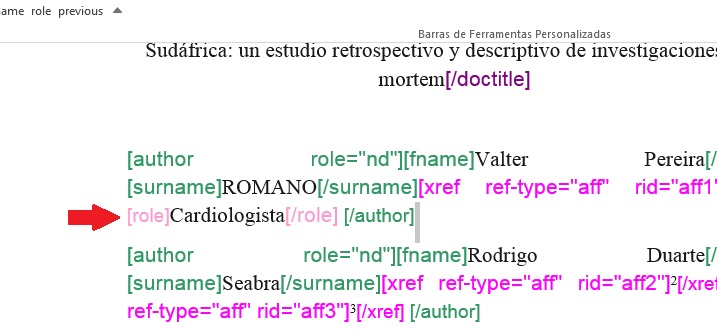 name role previous
Barras de Ferramentas Personalizadas
Sudáfrica: un estudio retrospectivo y descriptivo de investigaciones
mortem[/doctitle]
[author role="nd"][fname]Valter Pereira[/
[surname]ROMANO[/surname][xref ref-type="aff" rid="aff1"
[role]Cardiologista[/role] [/author]
[author role="nd"][fname]Rodrigo Duarte[/
[surname]Seabra[/surname][xref ref-type="aff" rid="aff2"]²[/xref
ref-type="aff" rid="aff3"]³[/xref] [/author]